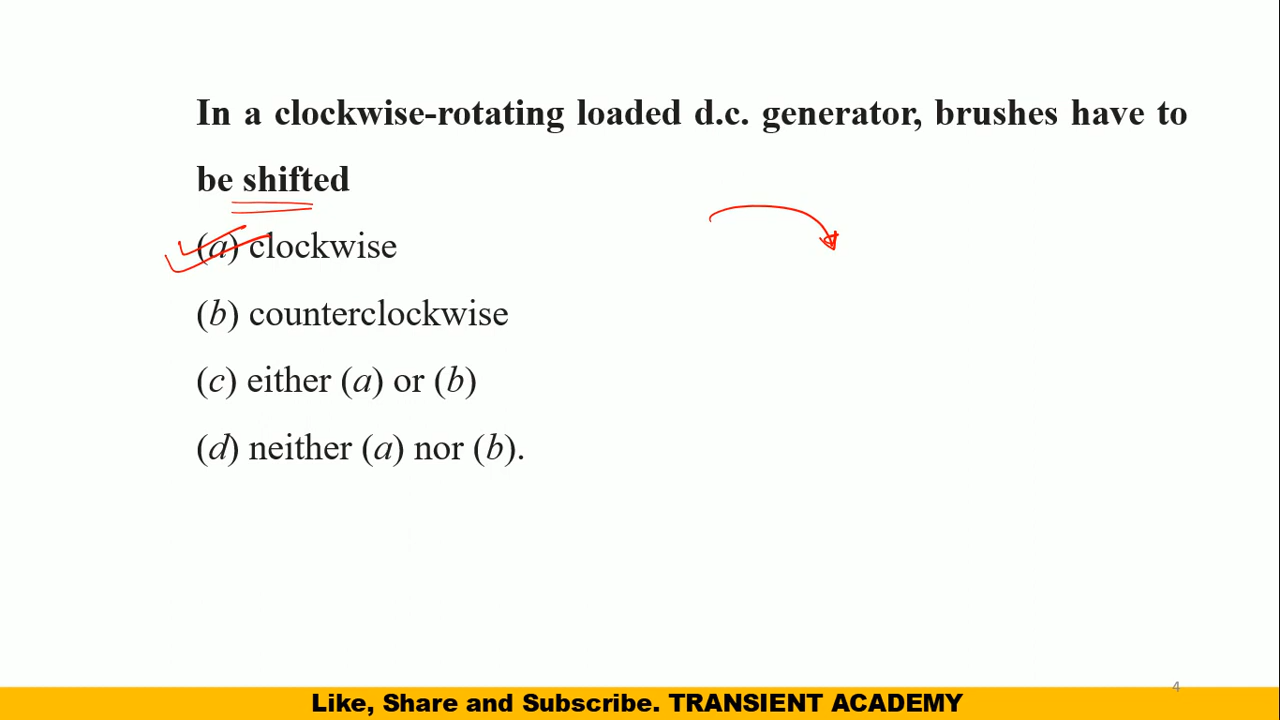 In a clockwise-rotating loaded d.c. generator, brushes have to
be shifted
(a) clockwise
(b) counterclockwise
(c) either (a) or (b)
(d) neither (a) nor (b).
4
Like, Share and Subscribe. TRANSIENT ACADEMY